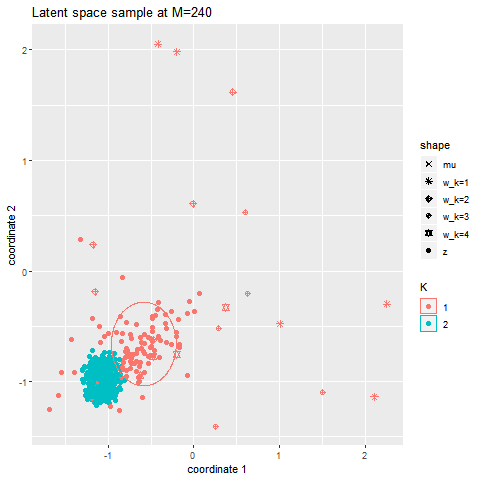 Latent space sample at M=240
coordinate 2
2
1
0
-1
-1
0
1
2
coordinate 1
shape
mu
w_k=1
w_k=2
w_k=3
w_k=4
z
K
1
2